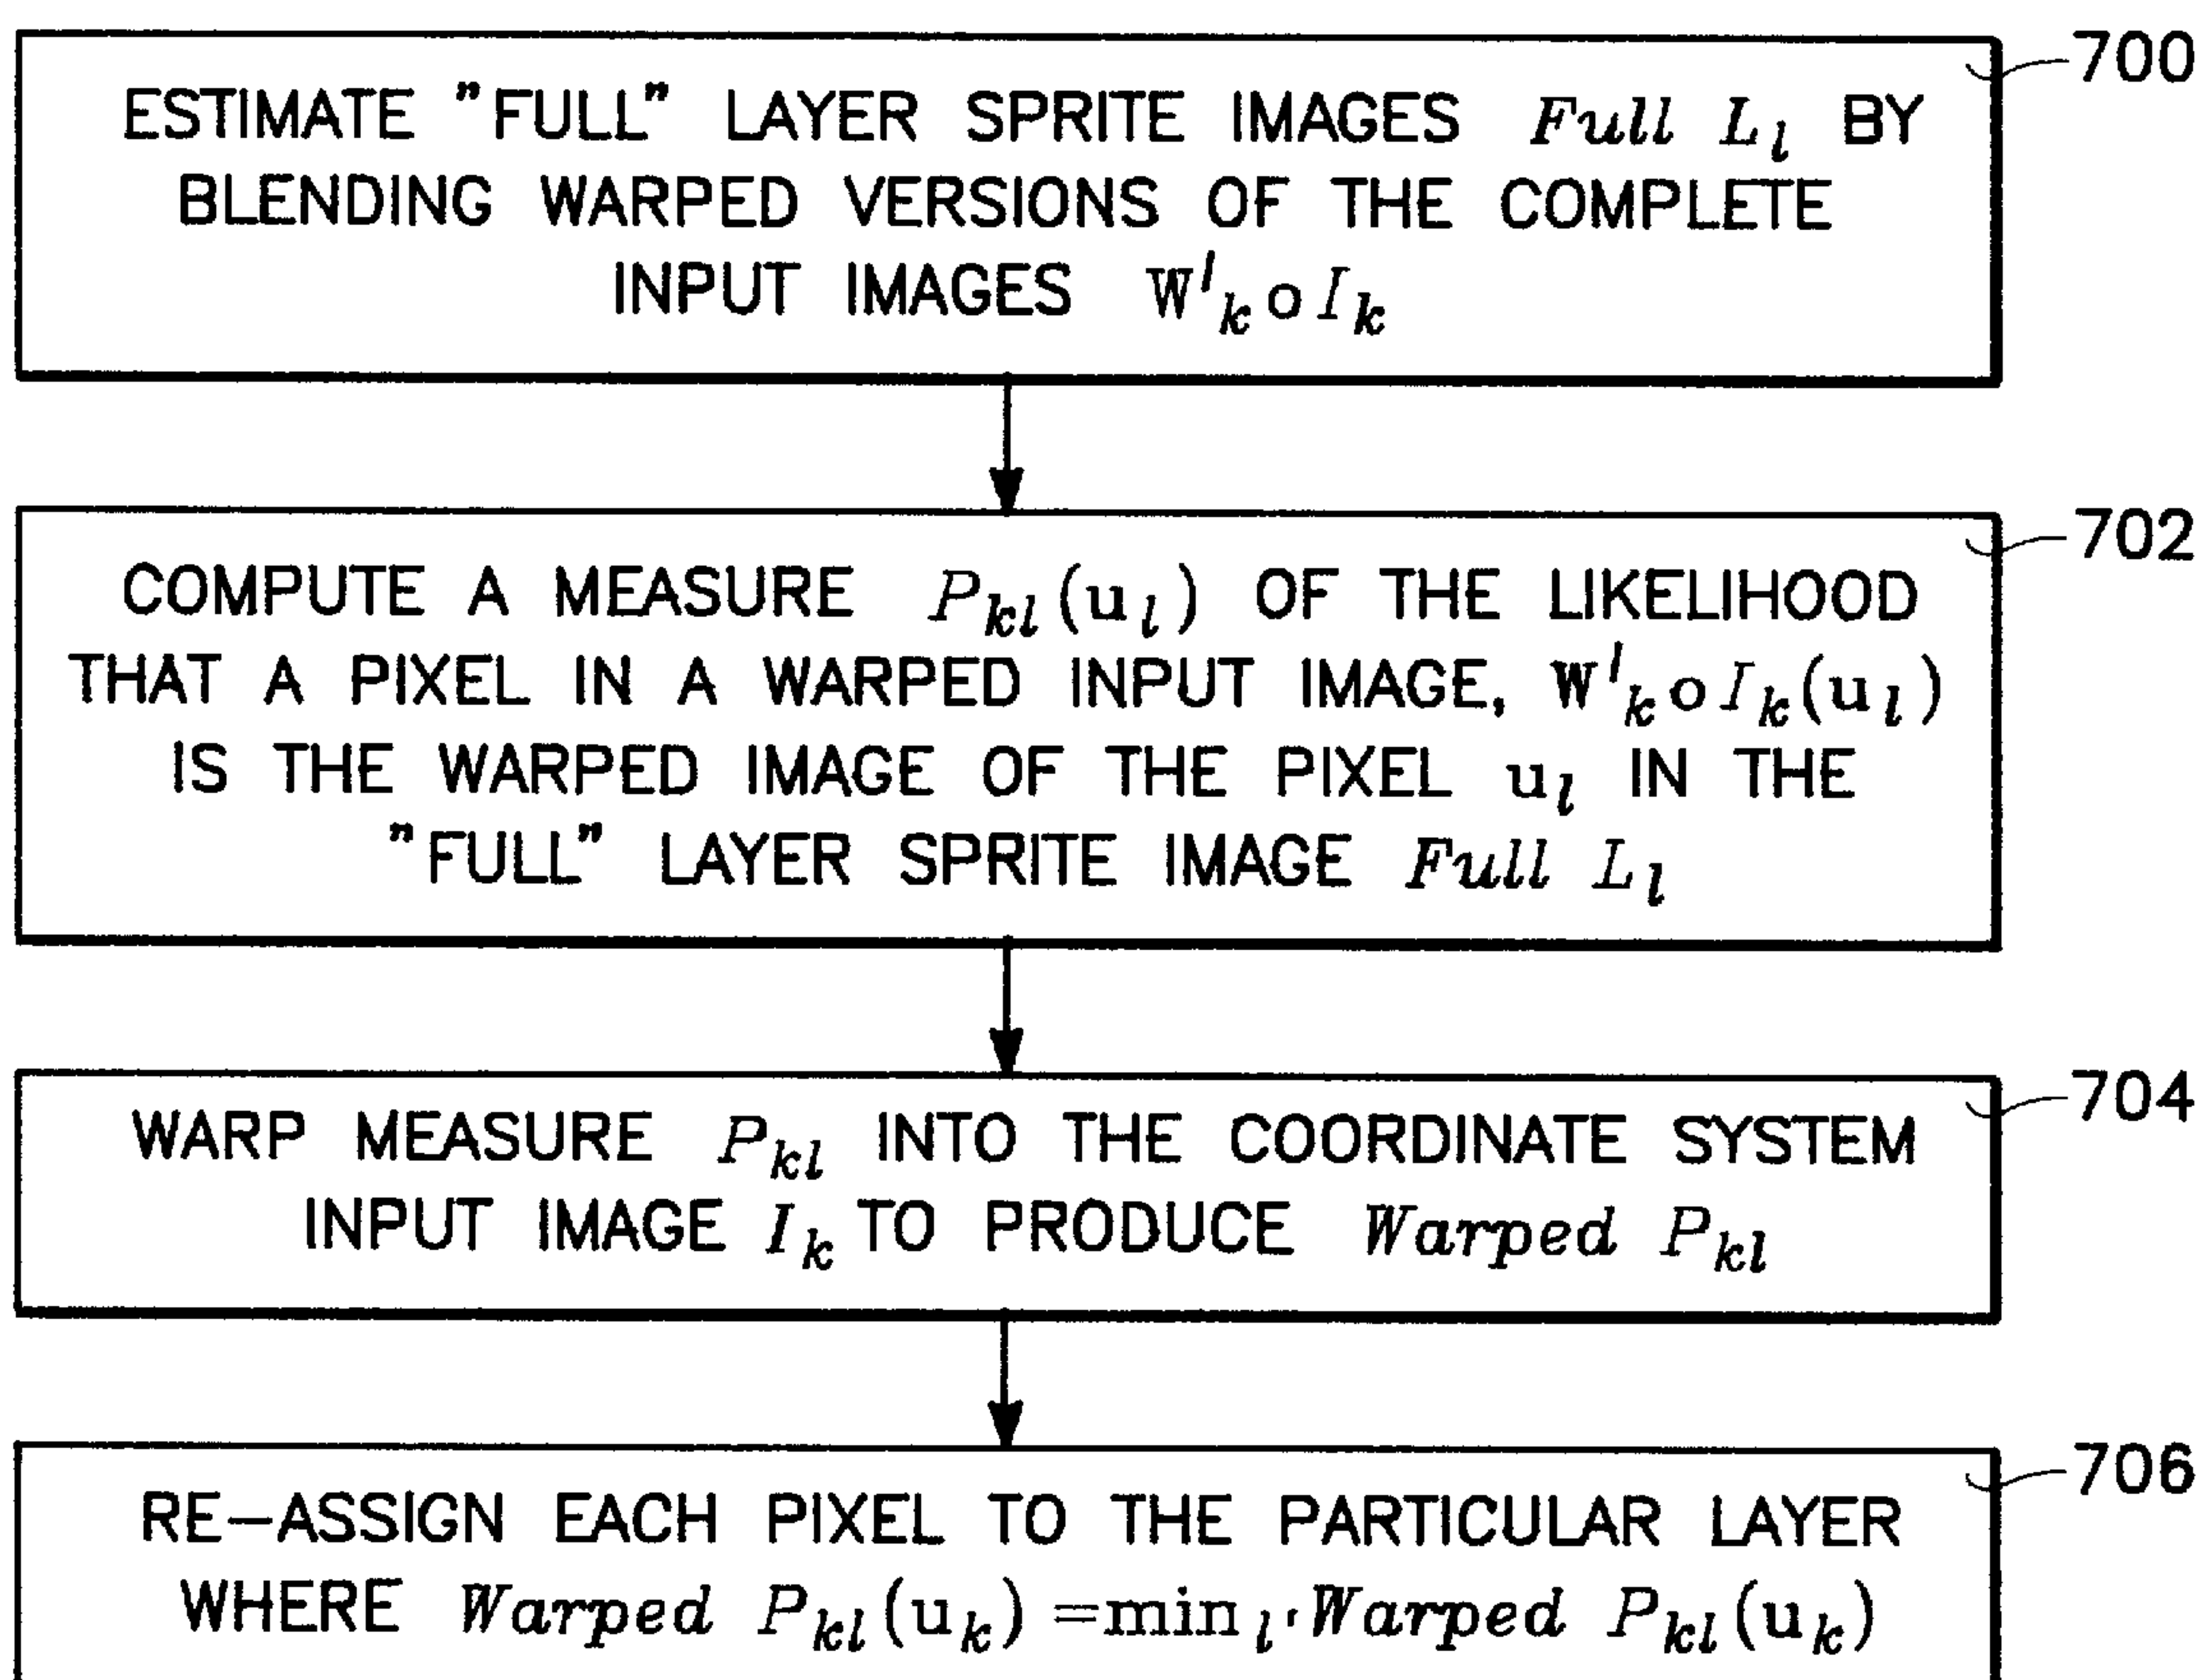 700
ESTIMATE "FULL" LAYER SPRITE IMAGES Full L_l BY
BLENDING WARPED VERSIONS OF THE COMPLETE
INPUT IMAGES W'_k o I_k
702
COMPUTE A MEASURE P_kl(u_l) OF THE LIKELIHOOD
THAT A PIXEL IN A WARPED INPUT IMAGE, W'_k o I_k(u_l)
IS THE WARPED IMAGE OF THE PIXEL u_l IN THE
"FULL" LAYER SPRITE IMAGE Full L_l
704
WARP MEASURE P_kl INTO THE COORDINATE SYSTEM
INPUT IMAGE I_k TO PRODUCE Warped P_kl
706
RE-ASSIGN EACH PIXEL TO THE PARTICULAR LAYER
WHERE Warped P_kl(u_k) =min_l' Warped P_kl(u_k)